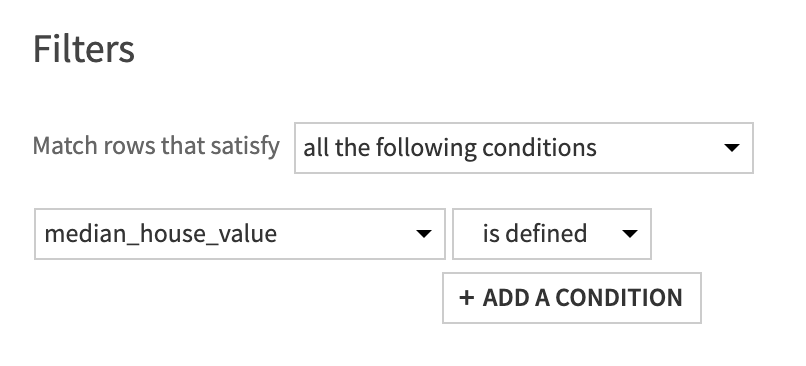 Filters
Match rows that satisfy all the following conditions
median_house_value is defined
+ ADD A CONDITION